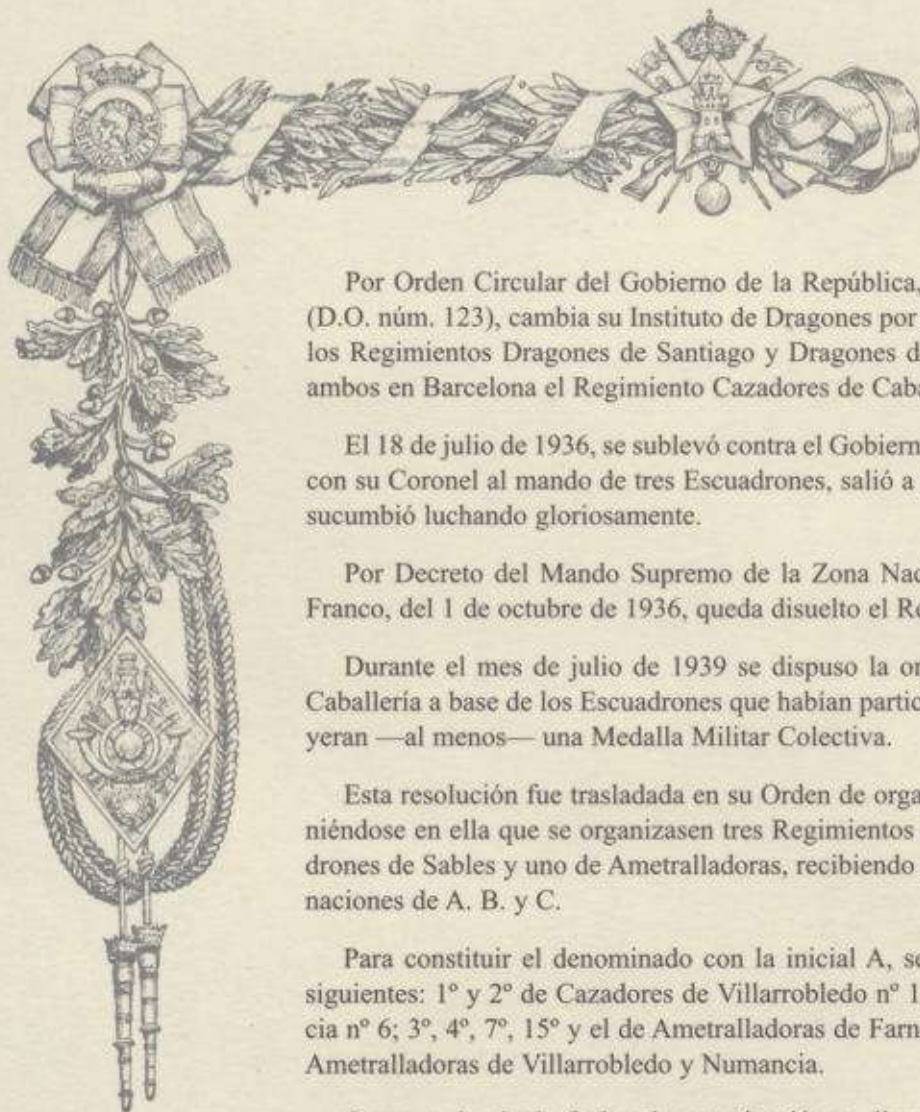 Por Orden Circular del Gobierno de la República,
(D.O. núm. 123), cambia su Instituto de Dragones por
los Regimientos Dragones de Santiago y Dragones d
ambos en Barcelona el Regimiento Cazadores de Caba
El 18 de julio de 1936, se sublevó contra el Gobiern
con su Coronel al mando de tres Escuadrones, salió a
sucumbió luchando gloriosamente.
Por Decreto del Mando Supremo de la Zona Nac
Franco, del 1 de octubre de 1936, queda disuelto el Re
Durante el mes de julio de 1939 se dispuso la or
Caballería a base de los Escuadrones que habían partic
yeran —al menos— una Medalla Militar Colectiva.
Esta resolución fue trasladada en su Orden de orga
niéndose en ella que se organizasen tres Regimientos
drones de Sables y uno de Ametralladoras, recibiendo
naciones de A. B. y C.
Para constituir el denominado con la inicial A, se
siguientes: 1º y 2º de Cazadores de Villarrobledo nº 1
cia nº 6; 3º, 4º, 7º, 15º y el de Ametralladoras de Farn
Ametralladoras de Villarrobledo y Numancia.